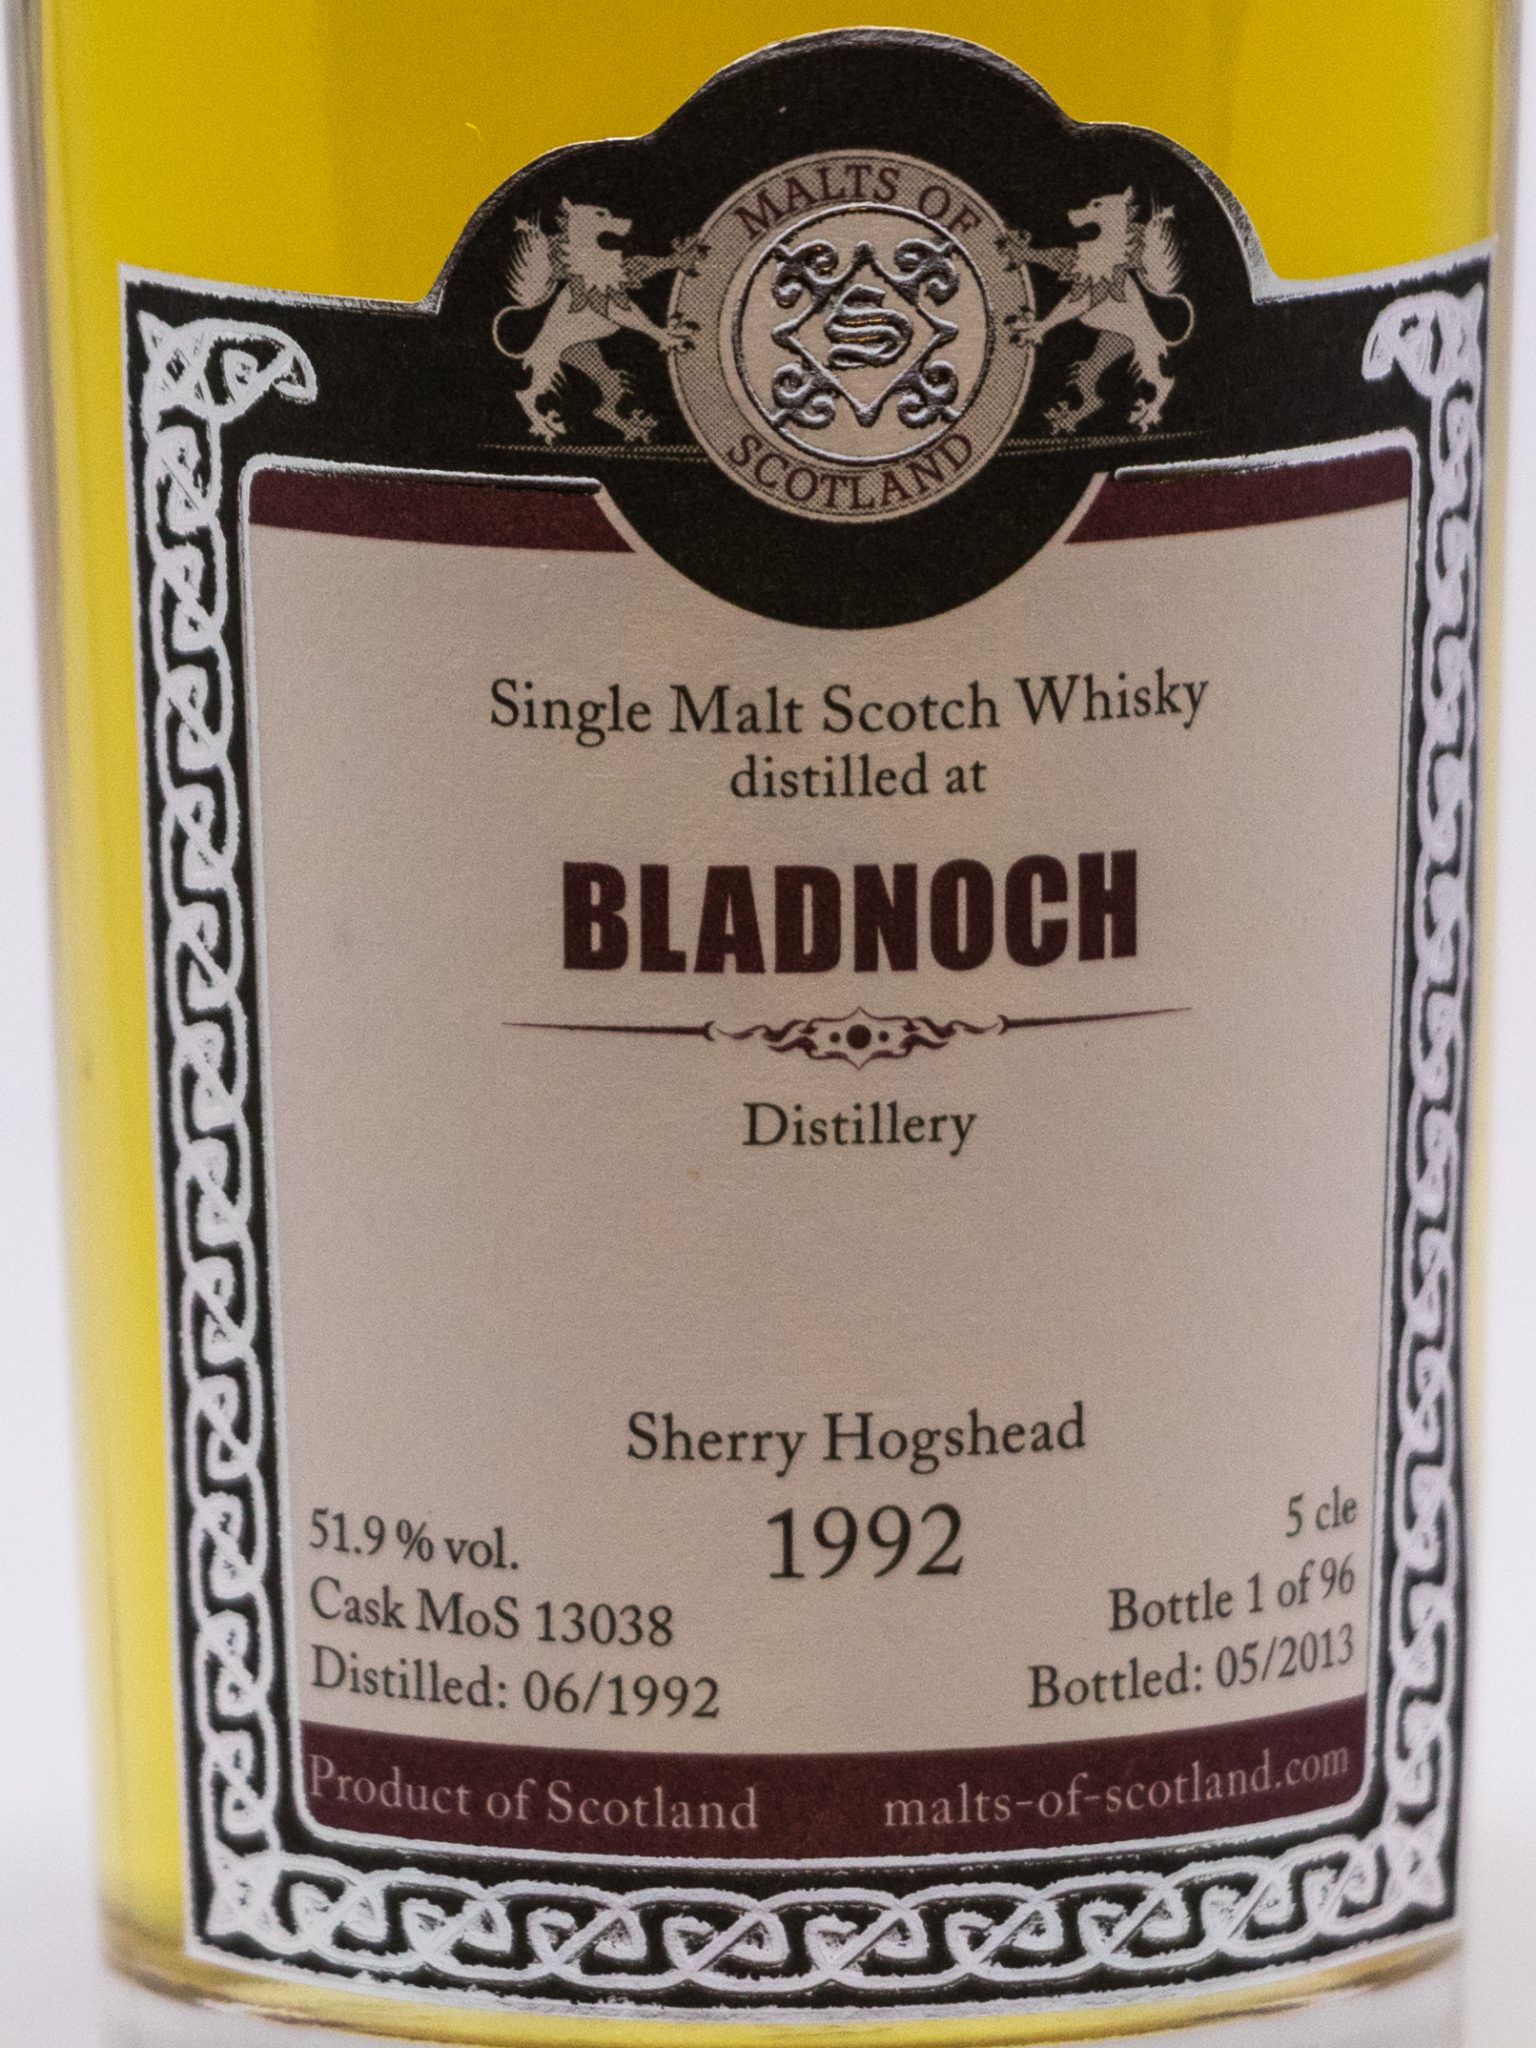 MALTS OF
S
SCOTLAND
Single Malt Scotch Whisky
distilled at
BLADNOCH
Distillery
Sherry Hogshead
1992
51.9 % vol.
Cask MoS 13038
Distilled: 06/1992
5 cle
Bottle 1 of 96
Bottled: 05/2013
Product of Scotland
malts-of-scotland.com